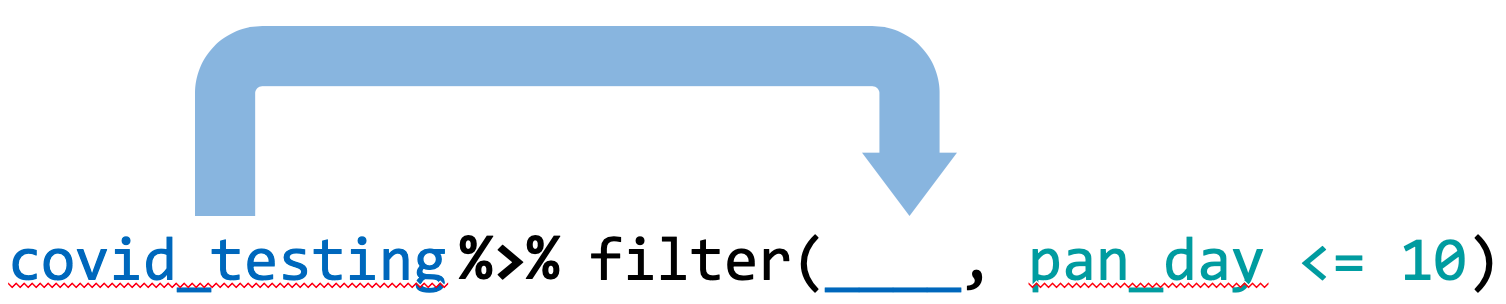 covid_testing %>% filter(____, pan_day <= 10)